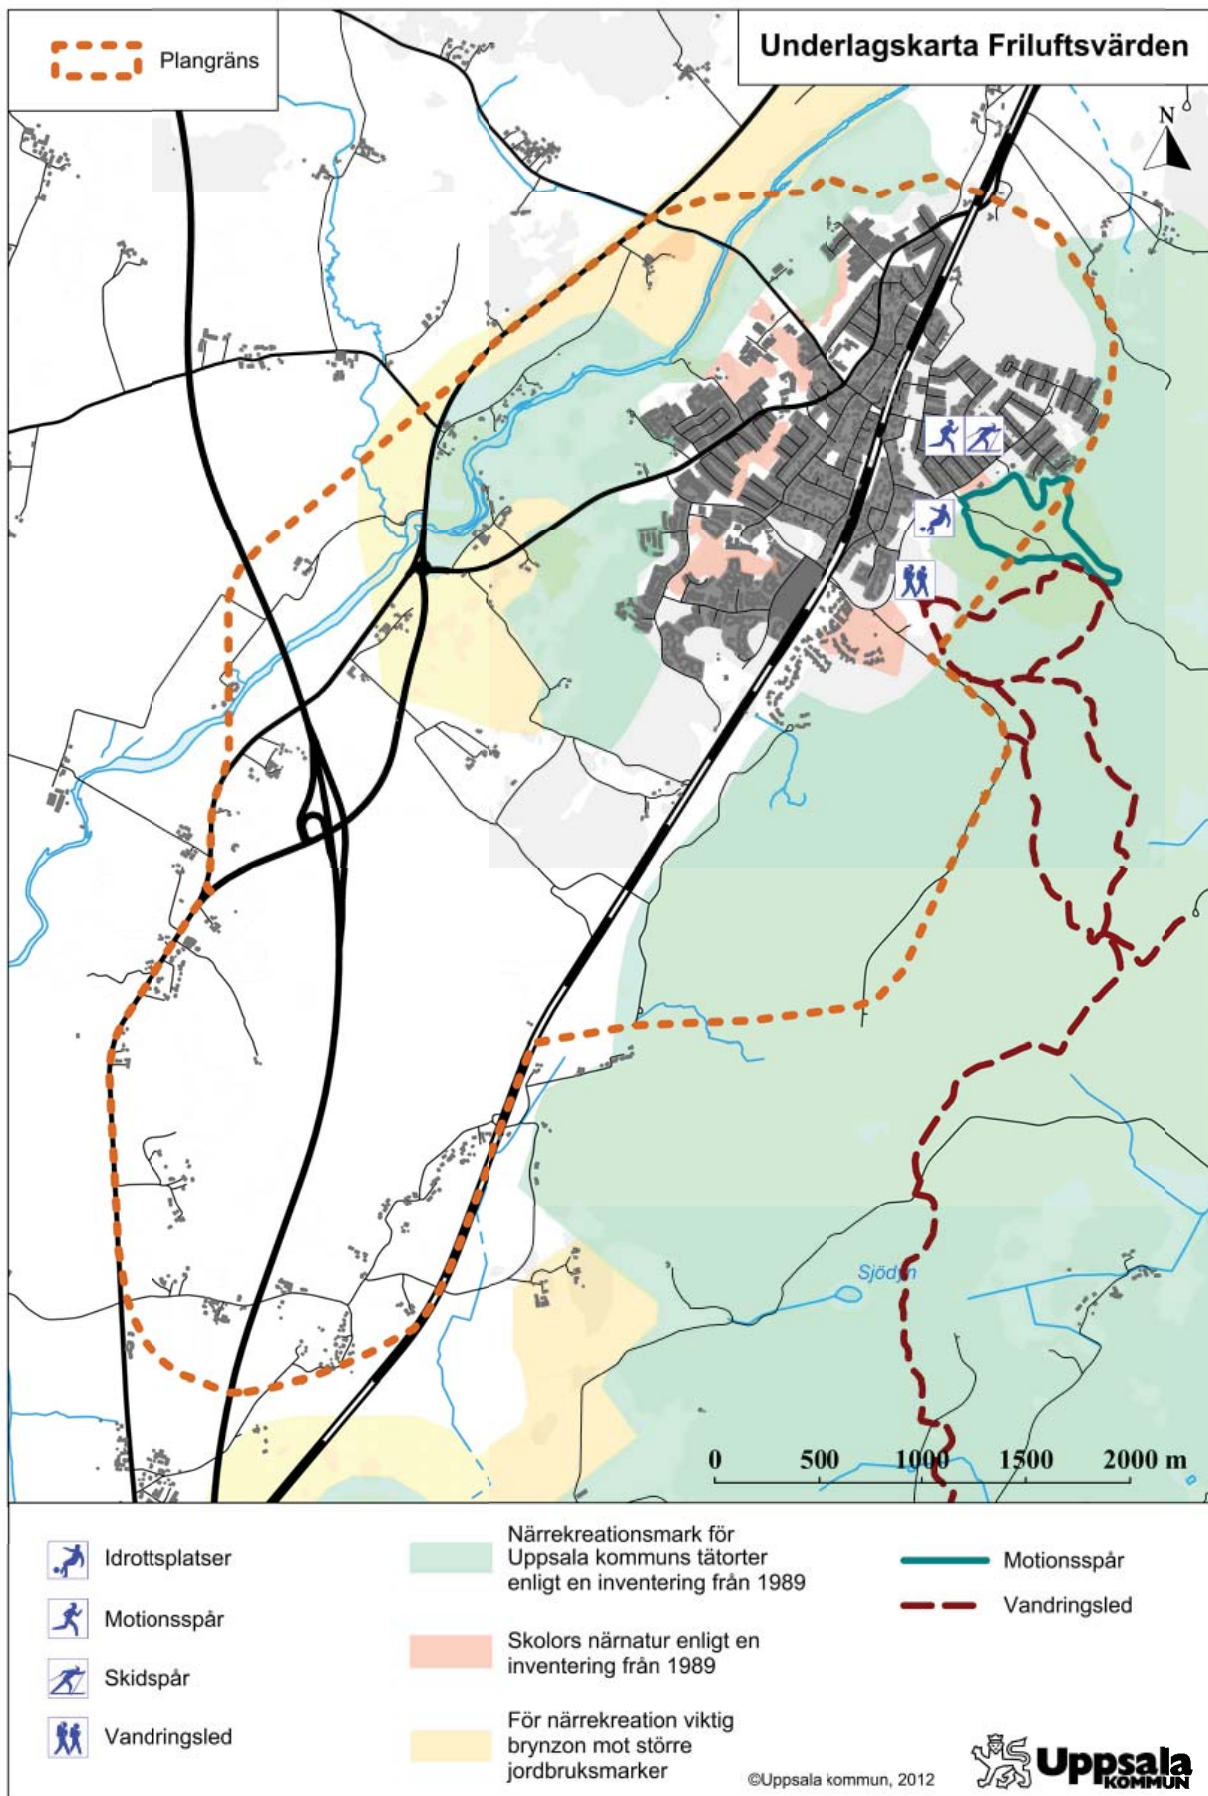 Plangräns
Underlagskarta Friluftsvärden
N
Sjödyn
0 500 1000 1500 2000 m
Idrottsplatser
Motionsspår
Skidspår
Vandringsled
Närrekreationsmark för
Uppsala kommuns tätorter
enligt en inventering från 1989
Skolors närnatur enligt en
inventering från 1989
För närrekreation viktig
brynzon mot större
jordbruksmarker
Motionsspår
Vandringsled
©Uppsala kommun, 2012
Uppsala
KOMMUN